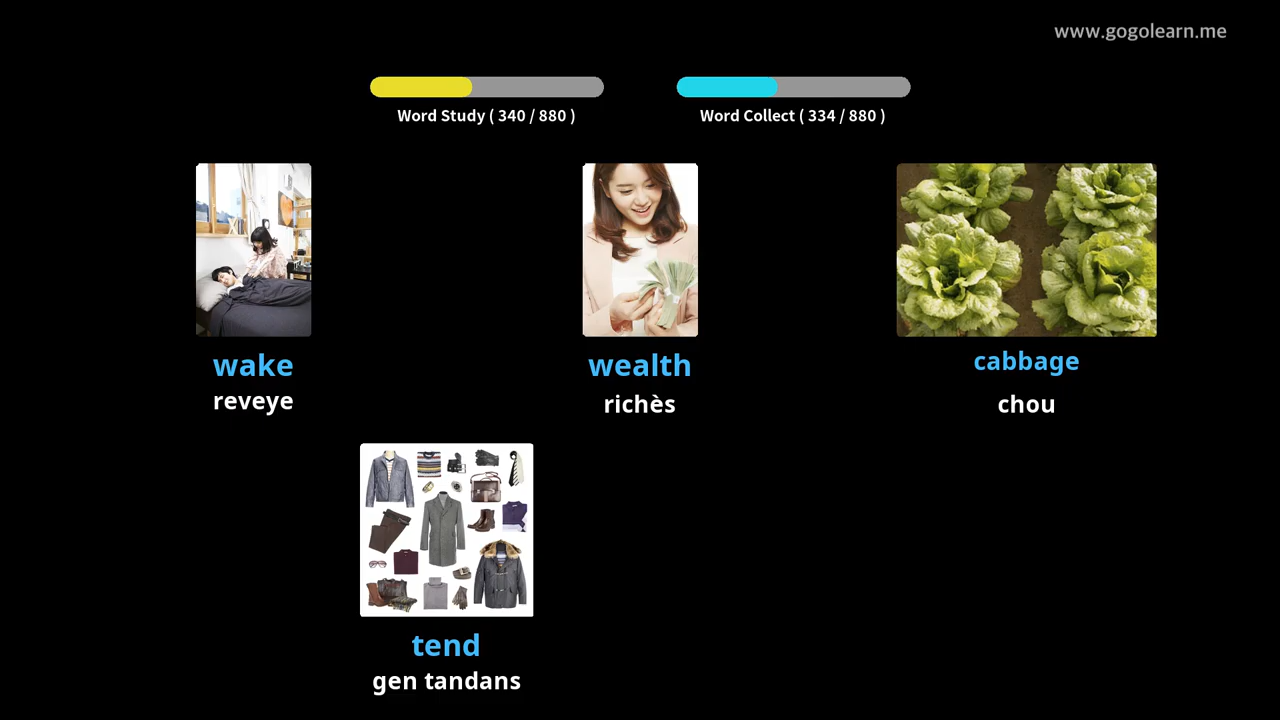 www.gogolearn.me
Word Study ( 340 / 880 )
Word Collect ( 334 / 880 )
wake
reveye
wealth
richès
cabbage
chou
tend
gen tandans